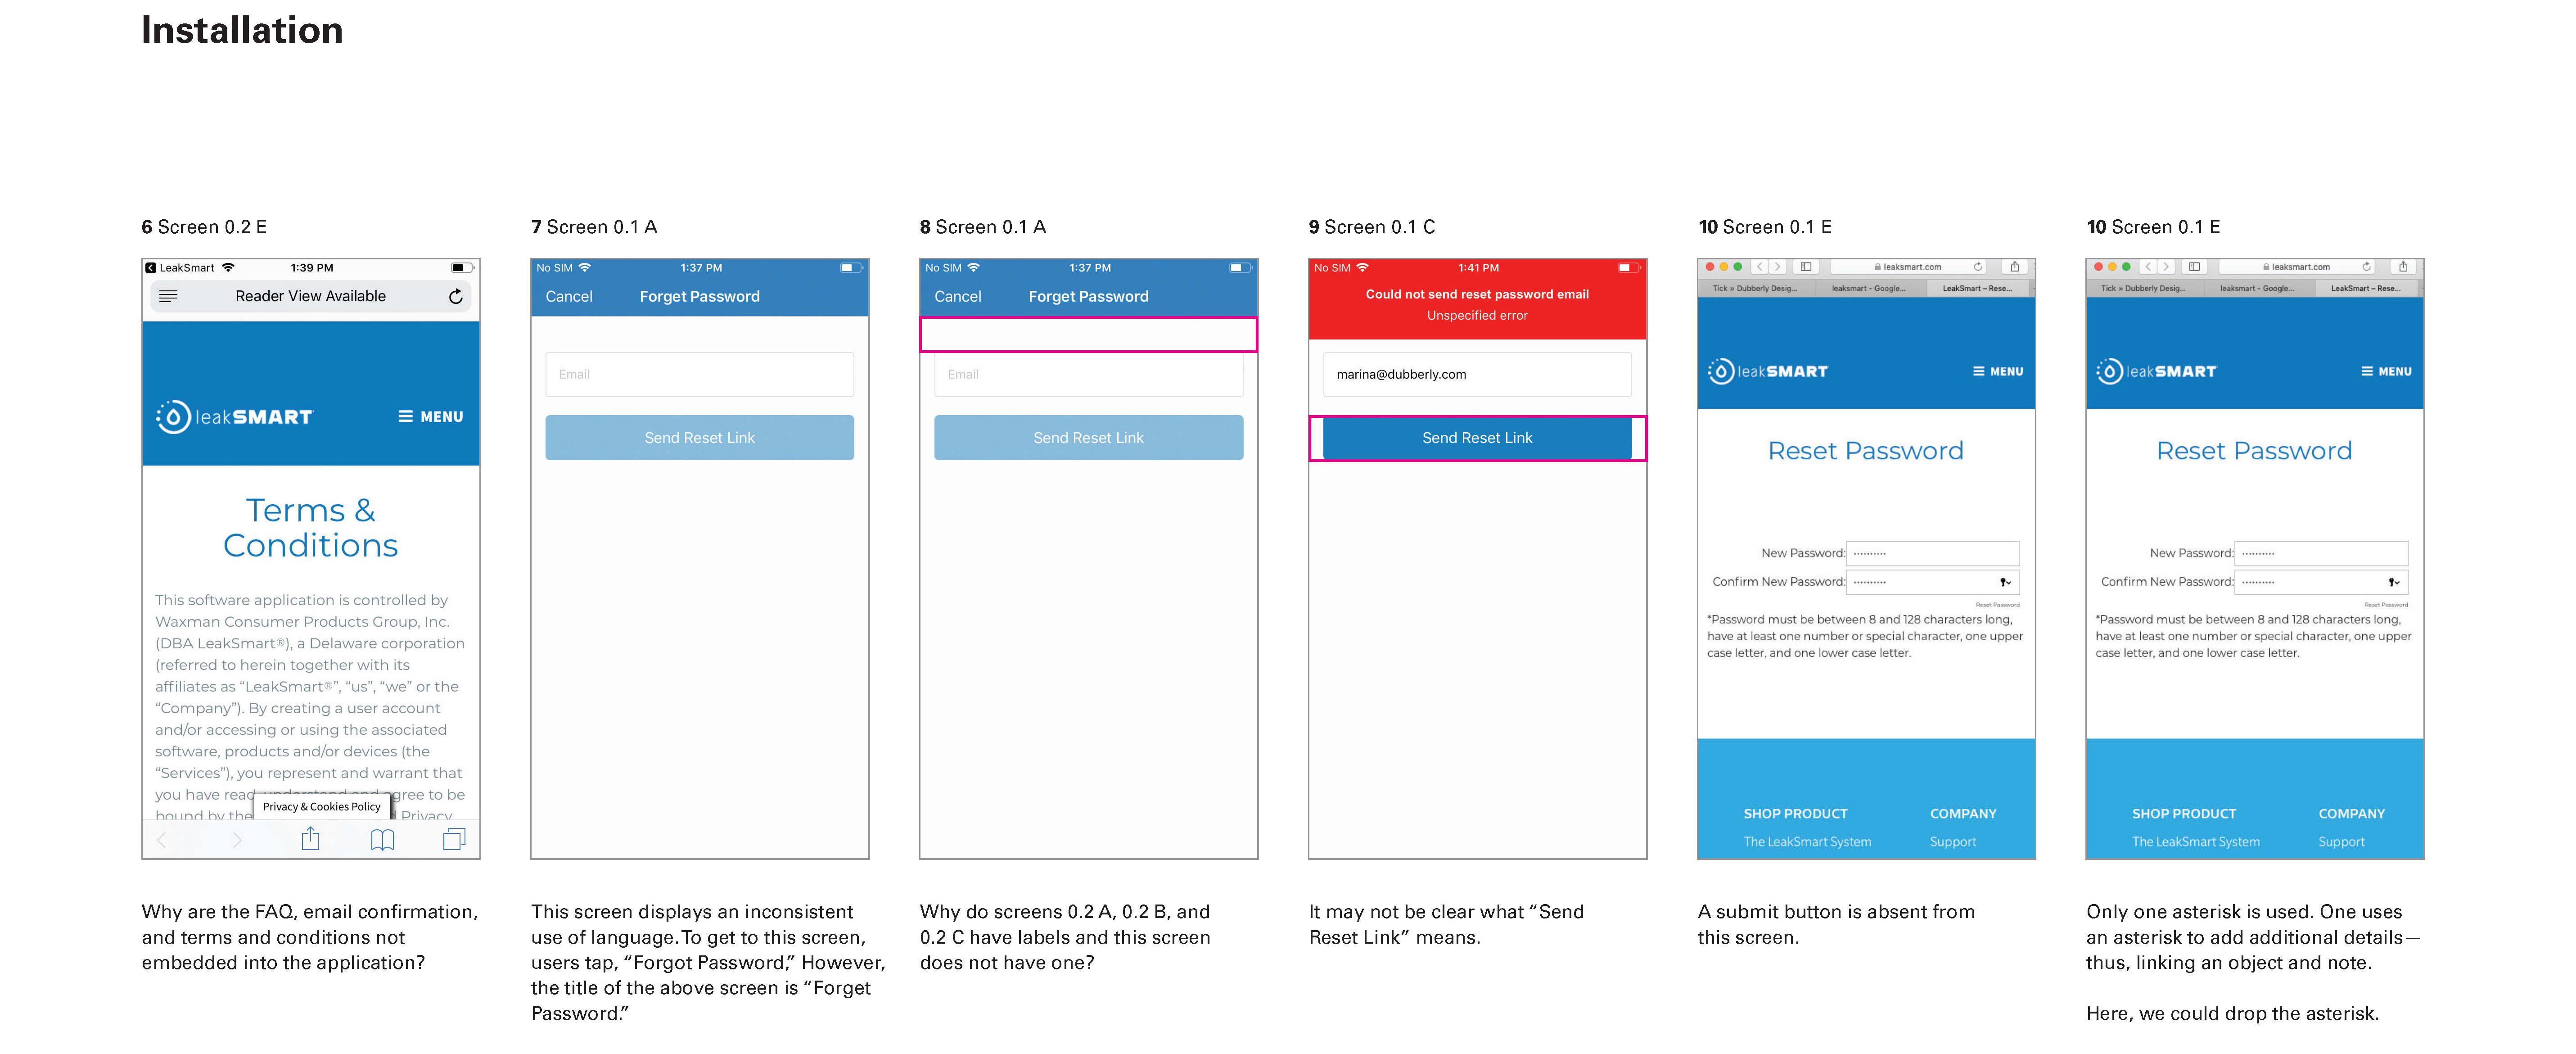 Installation
6 Screen 0.2 E
LeakSmart
1:39 PM
Reader View Available
leakSMART
MENU
Terms &
Conditions
This software application is controlled by
Waxman Consumer Products Group, Inc.
(DBA LeakSmart®), a Delaware corporation
(referred to herein together with its
affiliates as “LeakSmart®”, “us”, “we” or the
“Company”). By creating a user account
and/or accessing or using the associated
software, products and/or devices (the
“Services”), you represent and warrant that
you have read, understand and agree to be
bound by the Privacy
Privacy & Cookies Policy
Why are the FAQ, email confirmation,
and terms and conditions not
embedded into the application?
7 Screen 0.1 A
No SIM
1:37 PM
Cancel
Forget Password
Email
Send Reset Link
This screen displays an inconsistent
use of language. To get to this screen,
users tap, “Forgot Password,” However,
the title of the above screen is “Forget
Password.”
8 Screen 0.1 A
No SIM
1:37 PM
Cancel
Forget Password
Email
Send Reset Link
Why do screens 0.2 A, 0.2 B, and
0.2 C have labels and this screen
does not have one?
9 Screen 0.1 C
No SIM
1:41 PM
Could not send reset password email
Unspecified error
marina@dubberly.com
Send Reset Link
It may not be clear what “Send
Reset Link” means.
10 Screen 0.1 E
leaksmart.com
Tick » Dubberly Desig...
leaksmart - Google...
LeakSmart – Rese...
leakSMART
MENU
Reset Password
New Password:
Confirm New Password:
Reset Password
*Password must be between 8 and 128 characters long,
have at least one number or special character, one upper
case letter, and one lower case letter.
SHOP PRODUCT
COMPANY
The LeakSmart System
Support
A submit button is absent from
this screen.
10 Screen 0.1 E
leaksmart.com
Tick » Dubberly Desig...
leaksmart - Google...
LeakSmart – Rese...
leakSMART
MENU
Reset Password
New Password:
Confirm New Password:
Reset Password
*Password must be between 8 and 128 characters long,
have at least one number or special character, one upper
case letter, and one lower case letter.
SHOP PRODUCT
COMPANY
The LeakSmart System
Support
Only one asterisk is used. One uses
an asterisk to add additional details—
thus, linking an object and note.
Here, we could drop the asterisk.